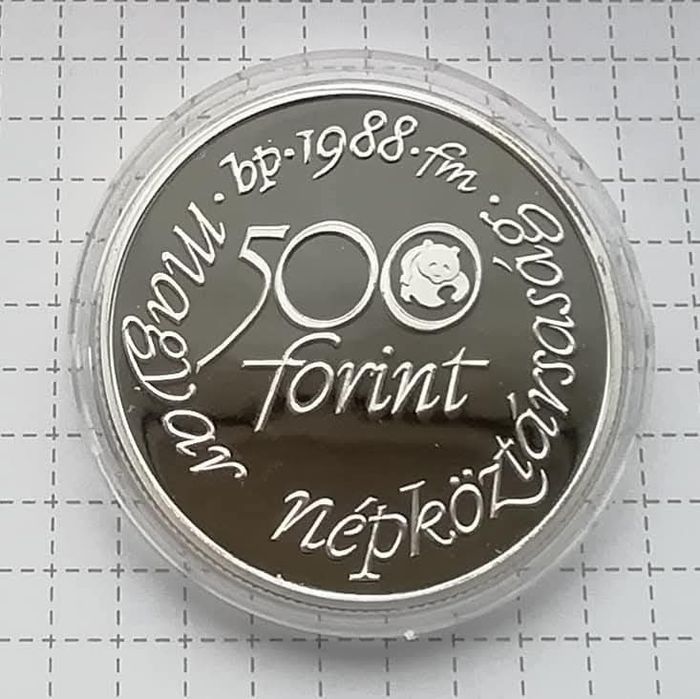 bp·1988·fm·
Magyar népköztársaság·
500
forint